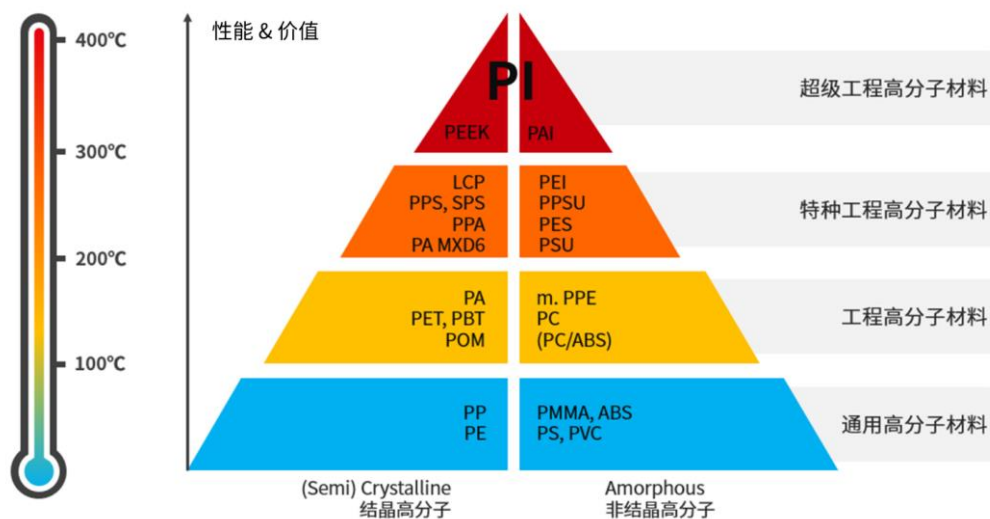 400℃
300℃
200℃
100℃
性能 & 价值
PI
PEEK
PAI
超级工程高分子材料
LCP
PPS, SPS
PPA
PA MXD6
PEI
PPSU
PES
PSU
特种工程高分子材料
PA
PET, PBT
POM
m. PPE
PC
(PC/ABS)
工程高分子材料
PP
PE
PMMA, ABS
PS, PVC
通用高分子材料
(Semi) Crystalline
结晶高分子
Amorphous
非结晶高分子